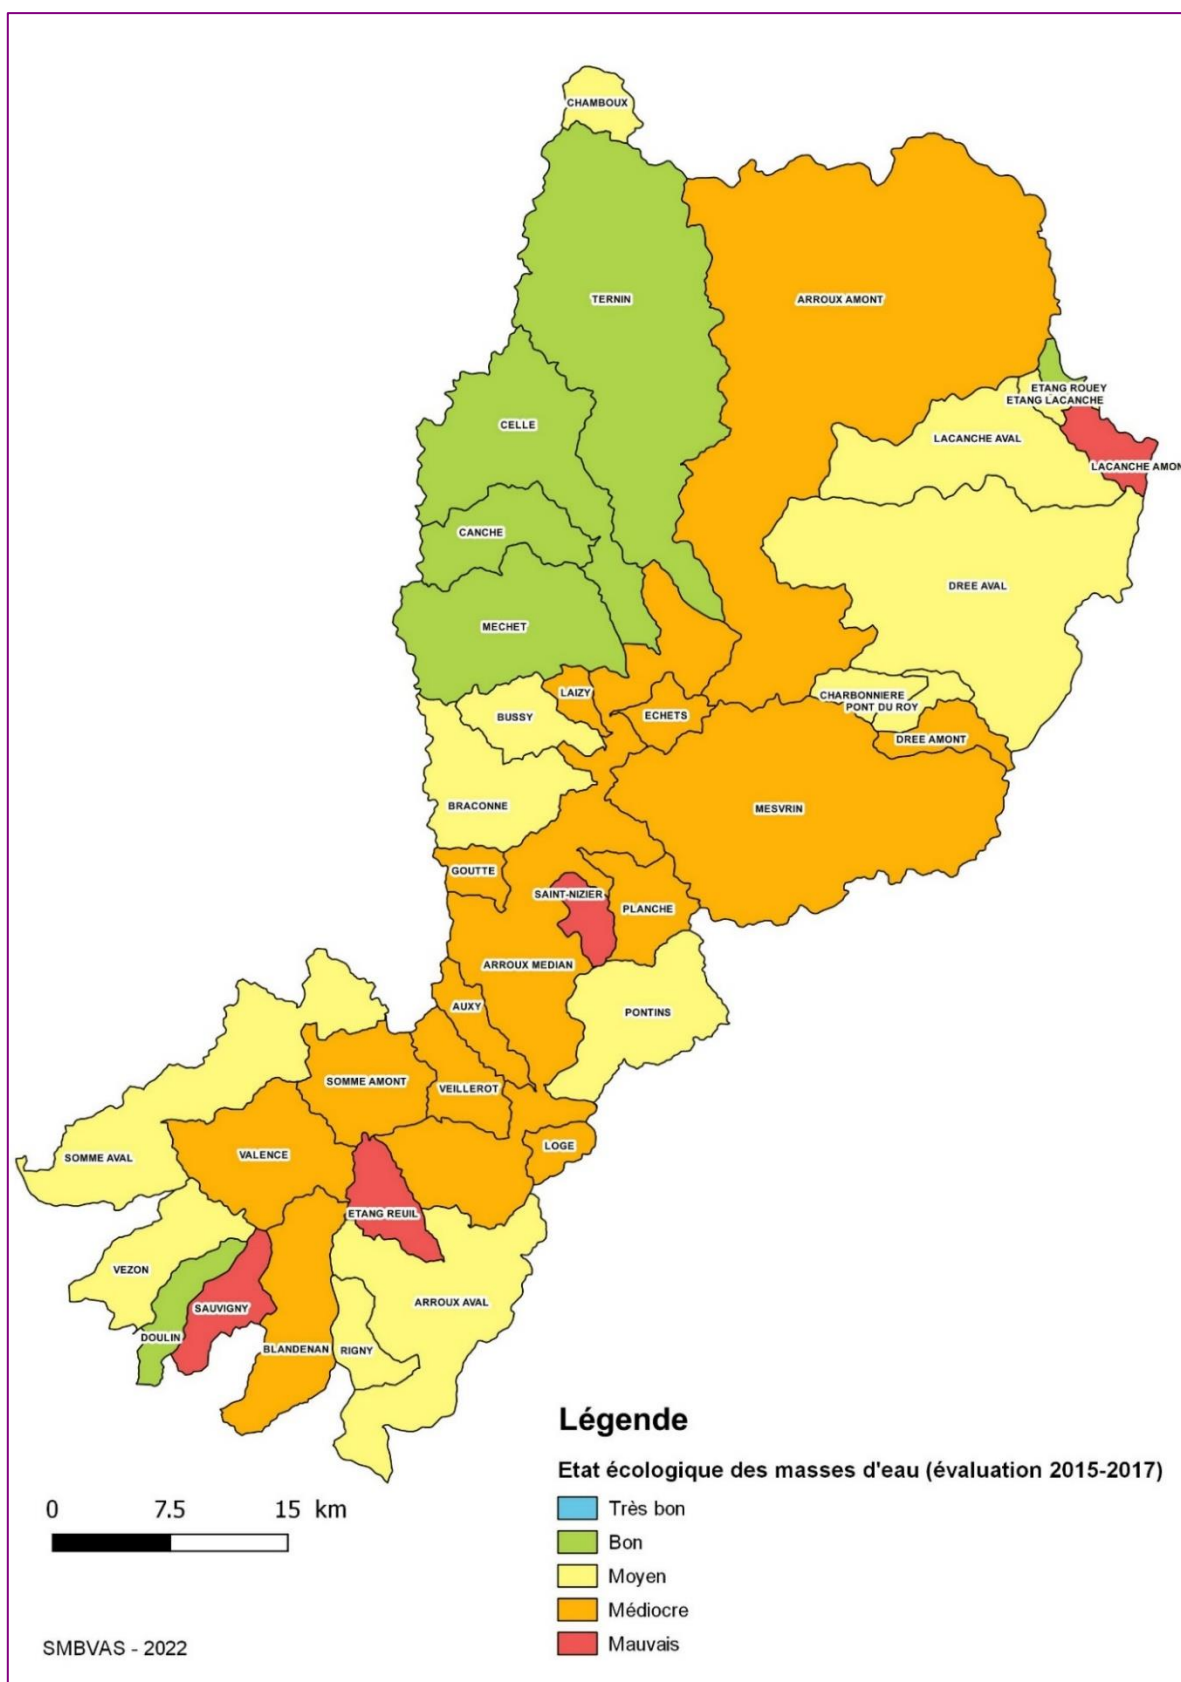 CHAMBOUX
TERNIN
ARROUX AMONT
ETANG ROUEY
ETANG LACANCHE
CELLE
LACANCHE AVAL
LACANCHE AMON
CANCHE
DREE AVAL
MECHET
LAIZY
CHARBONNIERE
PONT DU ROY
BUSSY
ECHETS
DREE AMONT
BRACONNE
MESVRIN
GOUTTE
SAINT-NIZIER
PLANCHE
ARROUX MEDIAN
AUXY
PONTINS
SOMME AMONT
VEILLEROT
LOGE
VALENCE
SOMME AVAL
ETANG REUIL
VEZON
ARROUX AVAL
SAUVIGNY
DOULIN
BLANDENAN
RIGNY
Légende
Etat écologique des masses d'eau (évaluation 2015-2017)
Très bon
Bon
Moyen
Médiocre
Mauvais
0 7.5 15 km
SMBVAS - 2022